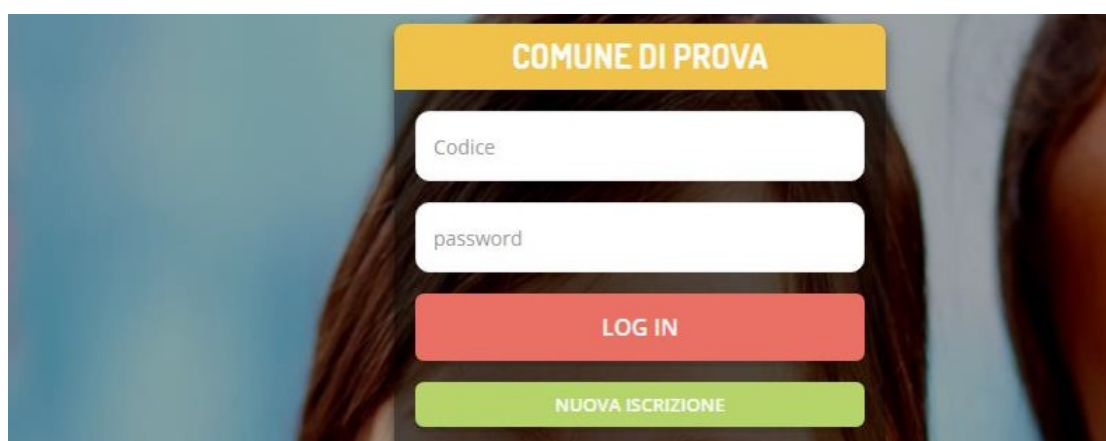 COMUNE DI PROVA
Codice
password
LOG IN
NUOVA ISCRIZIONE